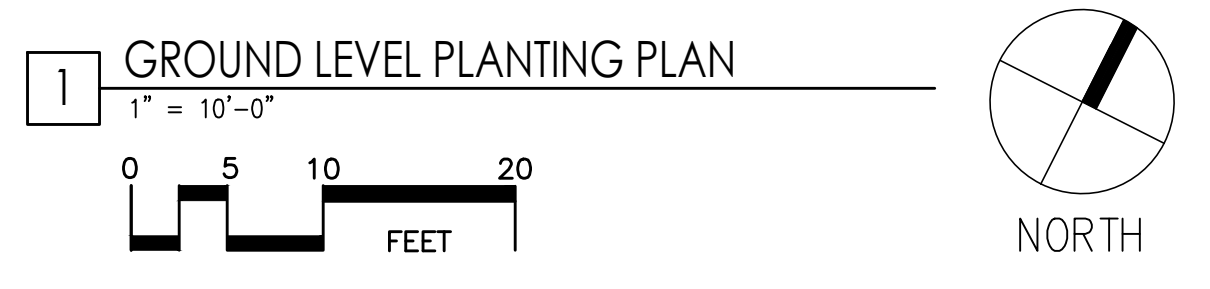 1 GROUND LEVEL PLANTING PLAN
1" = 10'-0"
0 5 10 20
FEET
NORTH